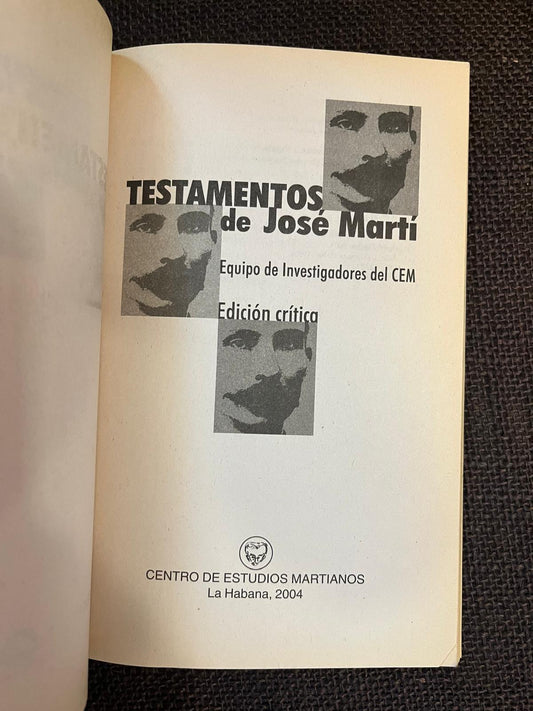 TESTAMENTOS
de José Martí
Equipo de Investigadores del CEM
Edición crítica
CENTRO DE ESTUDIOS MARTIANOS
La Habana, 2004